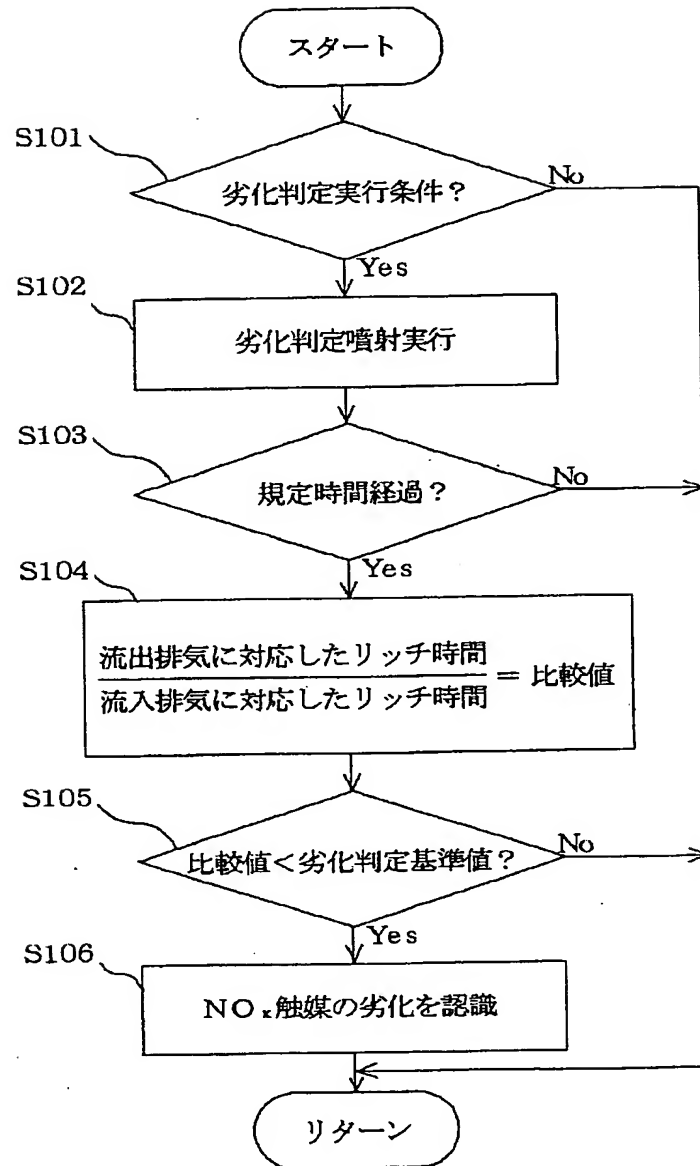 スタート
S101
劣化判定実行条件?
No
Yes
S102
劣化判定噴射実行
S103
規定時間経過?
No
Yes
S104
流出排気に対応したリッチ時間
流入排気に対応したリッチ時間
= 比較値
S105
比較値<劣化判定基準値?
No
Yes
S106
NOx触媒の劣化を認識
リターン